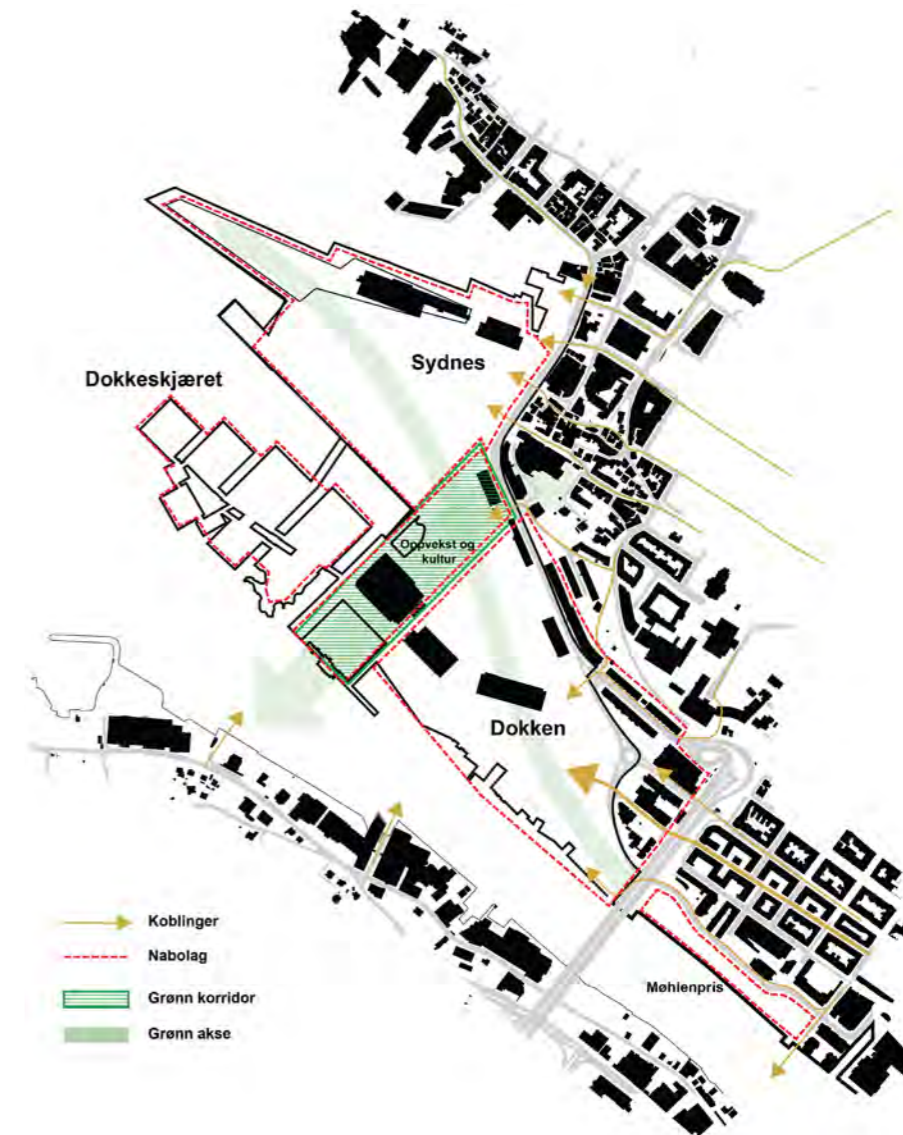 Sydnes
Dokkeskjæret
Oppvekst og
kultur
Dokken
Møhlenpris
Koblinger
Nabolag
Grønn korridor
Grønn akse